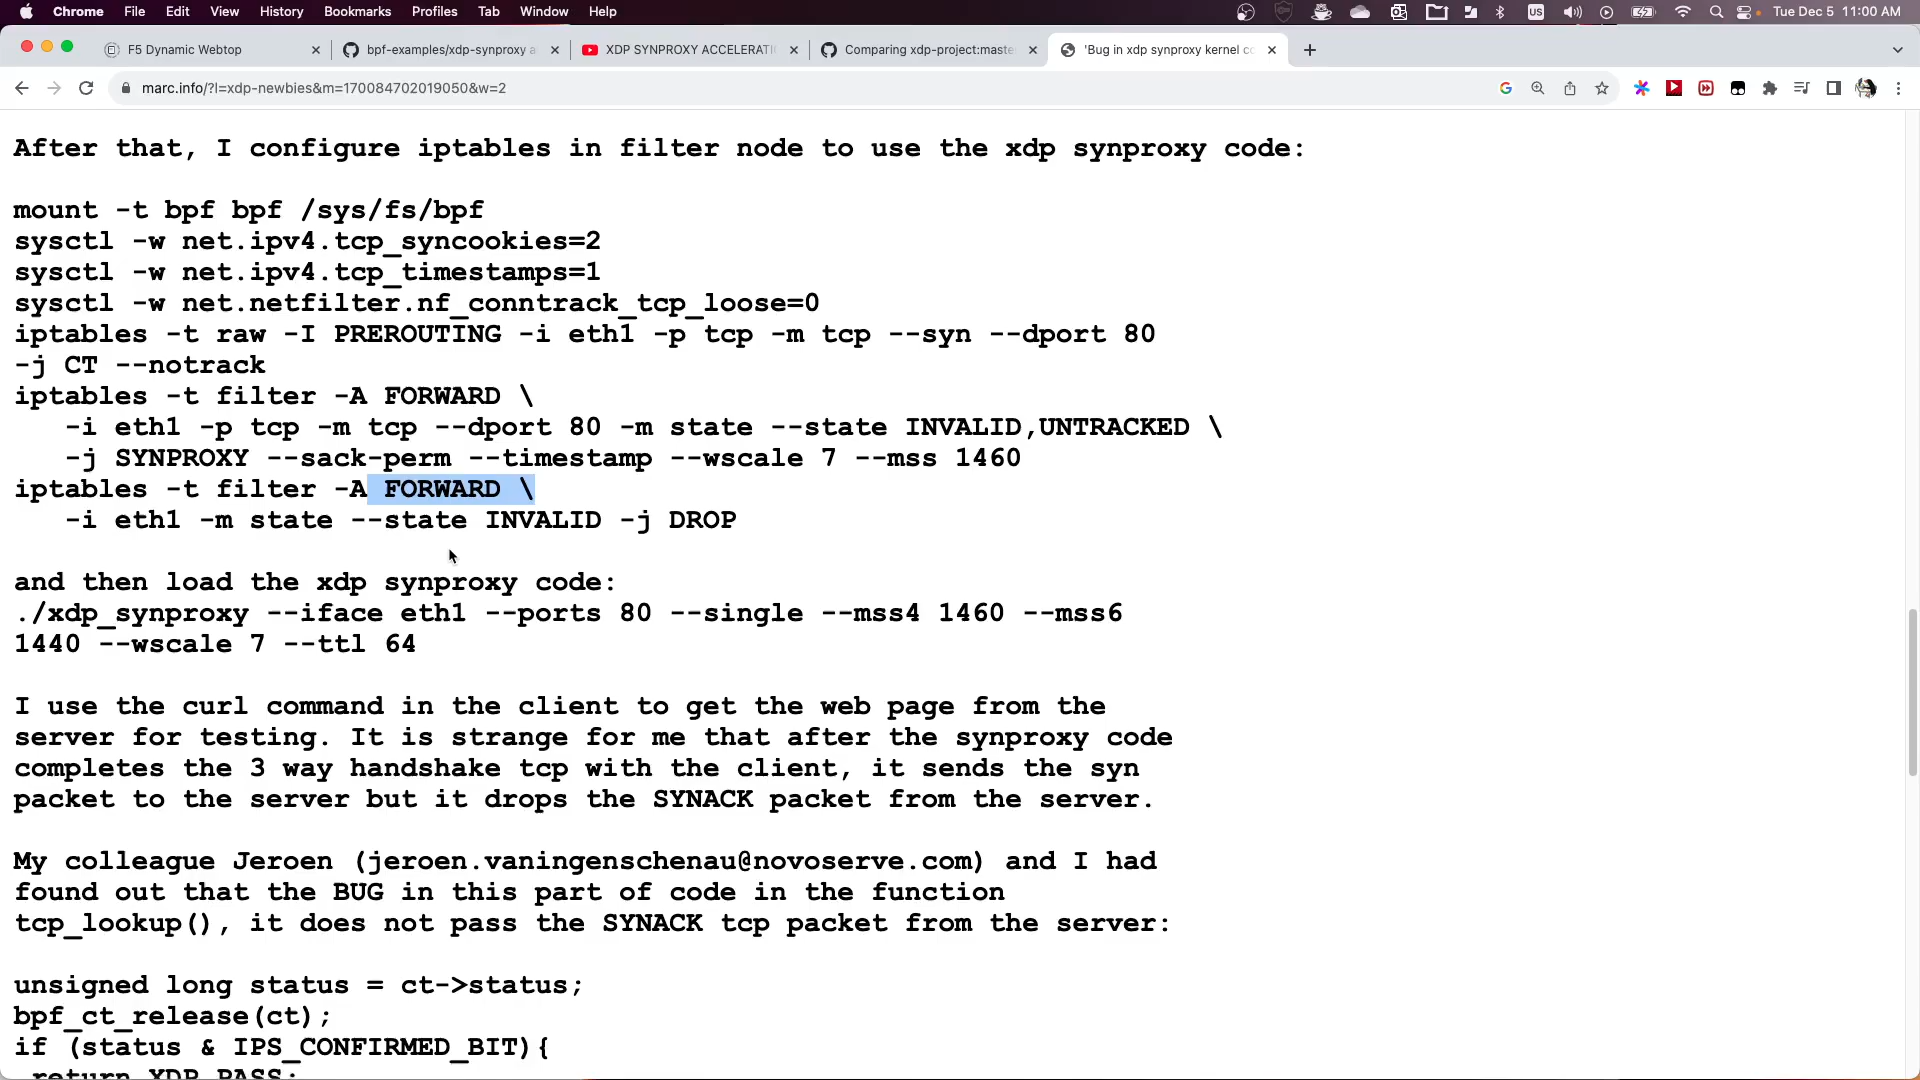 Chrome File Edit View History Bookmarks Profiles Tab Window Help US Tue Dec 5 11:00 AM
F5 Dynamic Webtop bpf-examples/xdp-synproxy a XDP SYNPROXY ACCELERATI Comparing xdp-project:maste 'Bug in xdp synproxy kernel co
marc.info/?l=xdp-newbies&m=170084702019050&w=2
After that, I configure iptables in filter node to use the xdp synproxy code:
mount -t bpf bpf /sys/fs/bpf
sysctl -w net.ipv4.tcp_syncookies=2
sysctl -w net.ipv4.tcp_timestamps=1
sysctl -w net.netfilter.nf_conntrack_tcp_loose=0
iptables -t raw -I PREROUTING -i eth1 -p tcp -m tcp --syn --dport 80
-j CT --notrack
iptables -t filter -A FORWARD \
-i eth1 -p tcp -m tcp --dport 80 -m state --state INVALID,UNTRACKED \
-j SYNPROXY --sack-perm --timestamp --wscale 7 --mss 1460
iptables -t filter -A FORWARD \
-i eth1 -m state --state INVALID -j DROP
and then load the xdp synproxy code:
./xdp_synproxy --iface eth1 --ports 80 --single --mss4 1460 --mss6
1440 --wscale 7 --ttl 64
I use the curl command in the client to get the web page from the
server for testing. It is strange for me that after the synproxy code
completes the 3 way handshake tcp with the client, it sends the syn
packet to the server but it drops the SYNACK packet from the server.
My colleague Jeroen (jeroen.vaningenschenau@novoserve.com) and I had
found out that the BUG in this part of code in the function
tcp_lookup(), it does not pass the SYNACK tcp packet from the server:
unsigned long status = ct->status;
bpf_ct_release(ct);
if (status & IPS_CONFIRMED_BIT){
return XDP_PASS;